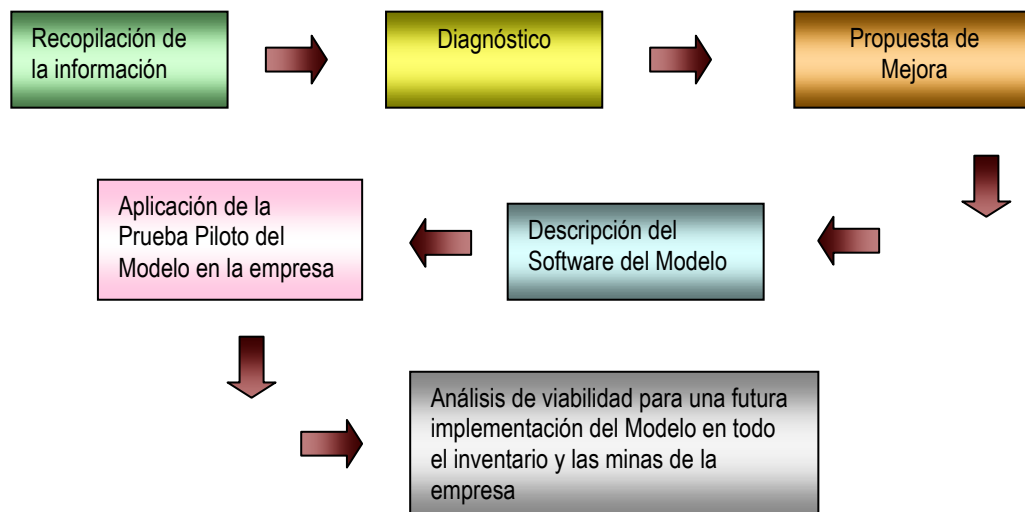 Recopilación de
la información
Diagnóstico
Propuesta de
Mejora
Descripción del
Software del Modelo
Aplicación de la
Prueba Piloto del
Modelo en la empresa
Análisis de viabilidad para una futura
implementación del Modelo en todo
el inventario y las minas de la
empresa